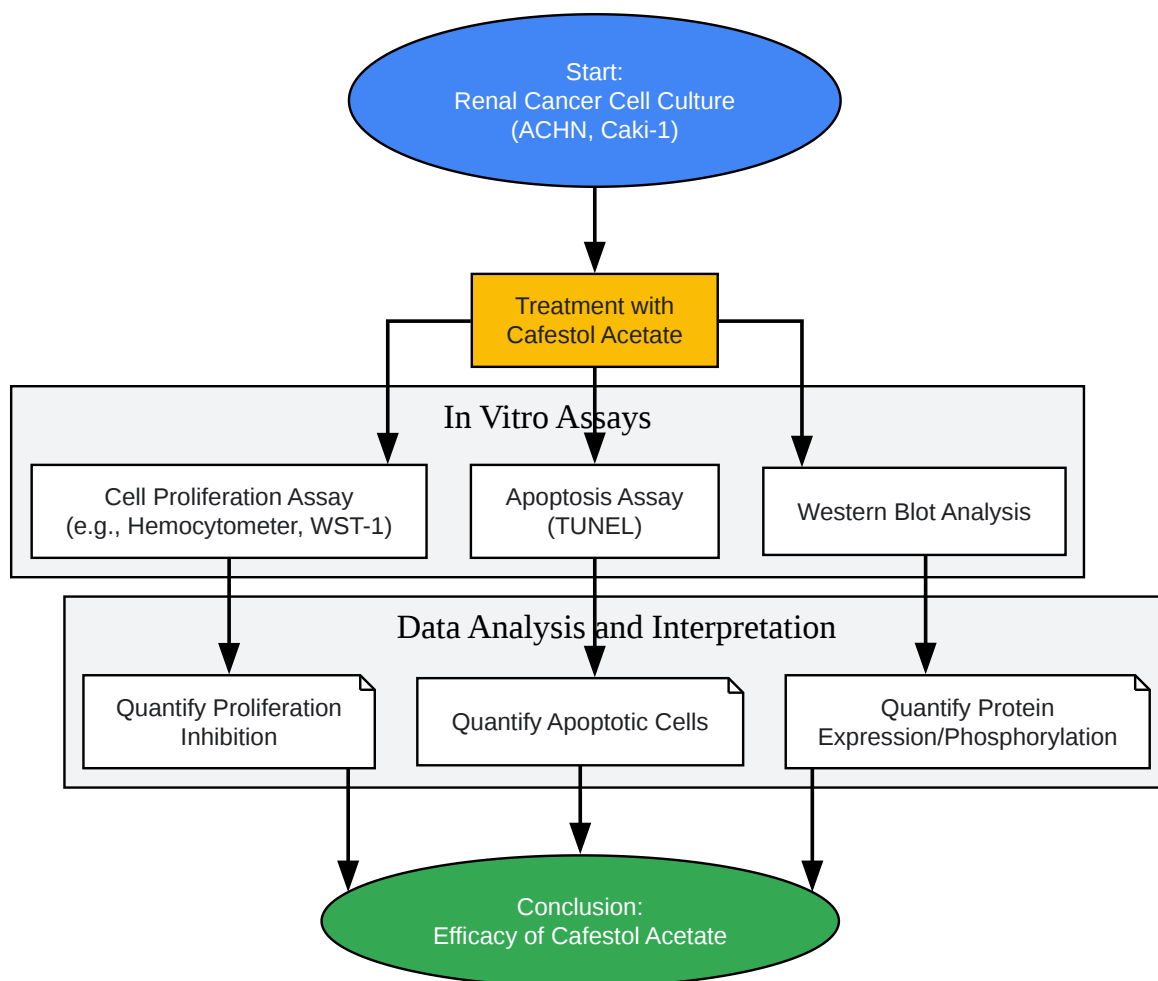 Start:
Renal Cancer Cell Culture
(ACHN, Caki-1)
Treatment with
Cafestol Acetate
In Vitro Assays
Cell Proliferation Assay
(e.g., Hemocytometer, WST-1)
Apoptosis Assay
(TUNEL)
Western Blot Analysis
Data Analysis and Interpretation
Quantify Proliferation
Inhibition
Quantify Apoptotic Cells
Quantify Protein
Expression/Phosphorylation
Conclusion:
Efficacy of Cafestol Acetate